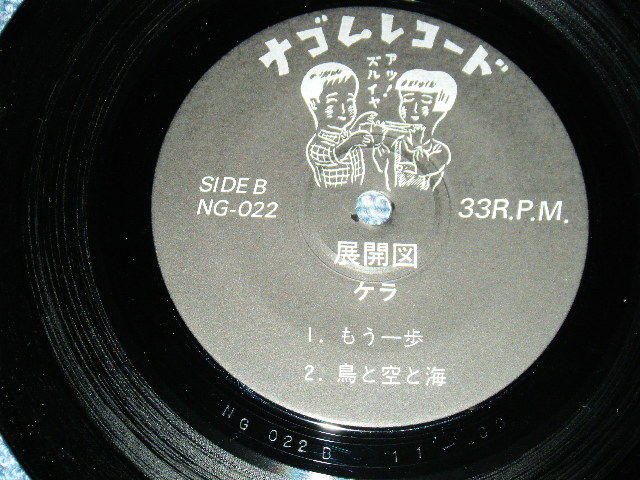 ナゴムレコード
アッ!
ズルイヤ
SIDE B
NG-022
33R.P.M.
展開図
ケラ
1. もう一歩
2. 鳥と空と海
NG 022 B